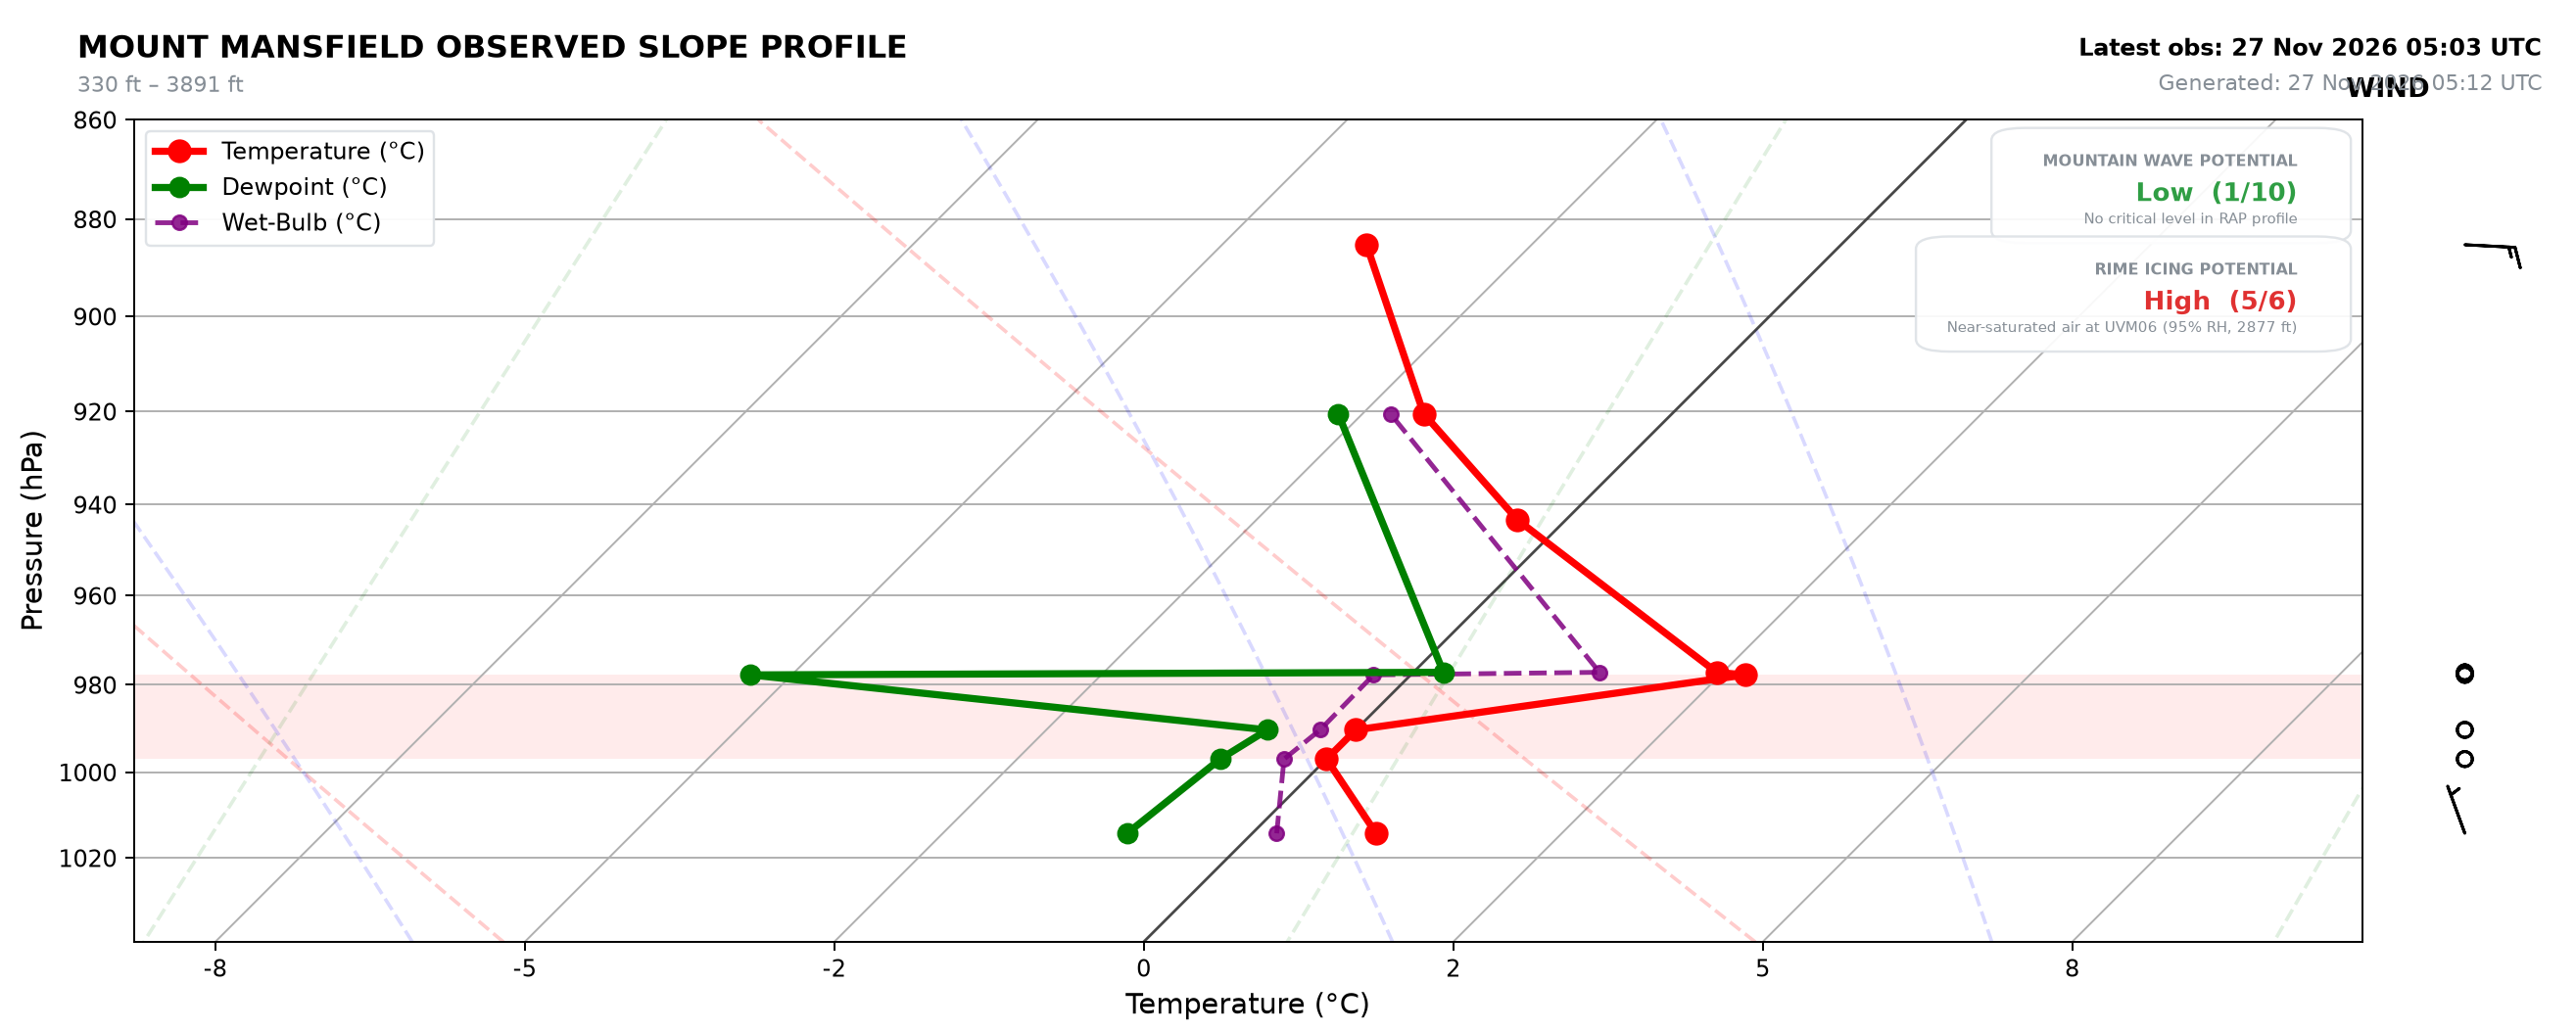 MOUNT MANSFIELD OBSERVED SLOPE PROFILE
330 ft – 3891 ft
Latest obs: 27 Nov 2026 05:03 UTC
Generated: 27 Nov 2026 05:12 UTC
WIND
Temperature (°C)
Dewpoint (°C)
Wet-Bulb (°C)
MOUNTAIN WAVE POTENTIAL
Low (1/10)
No critical level in RAP profile
RIME ICING POTENTIAL
High (5/6)
Near-saturated air at UVM06 (95% RH, 2877 ft)
Pressure (hPa)
860
880
900
920
940
960
980
1000
1020
-8
-5
-2
0
2
5
8
Temperature (°C)